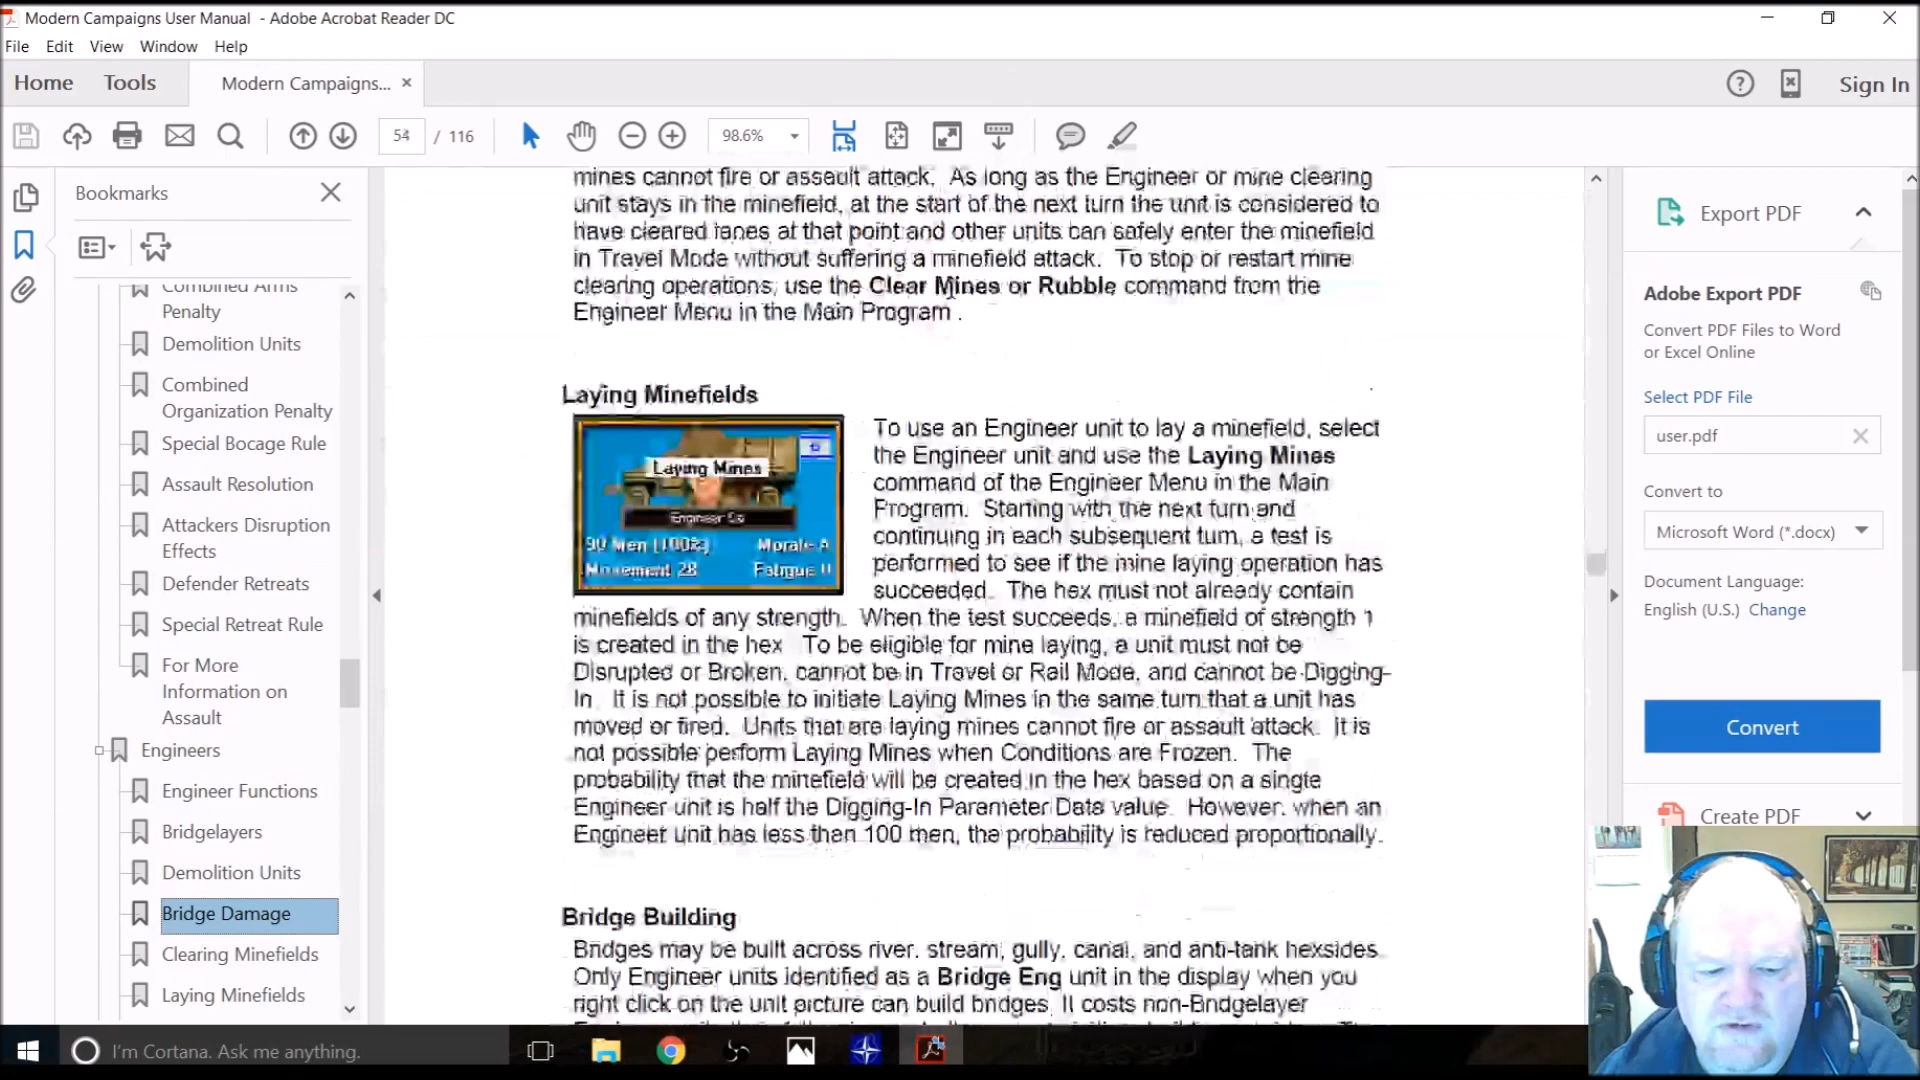 Modern Campaigns User Manual - Adobe Acrobat Reader DC
File Edit View Window Help
Home Tools Modern Campaigns... × Sign In
54 / 116 98.6%
Bookmarks
Combined Arms
Penalty
Demolition Units
Combined
Organization Penalty
Special Bocage Rule
Assault Resolution
Attackers Disruption
Effects
Defender Retreats
Special Retreat Rule
For More
Information on
Assault
Engineers
Engineer Functions
Bridgelayers
Demolition Units
Bridge Damage
Clearing Minefields
Laying Minefields
mines cannot fire or assault attack. As long as the Engineer or mine clearing
unit stays in the minefield, at the start of the next turn the unit is considered to
have cleared lanes at that point and other units can safely enter the minefield
in Travel Mode without suffering a minefield attack. To stop or restart mine
clearing operations, use the Clear Mines or Rubble command from the
Engineer Menu in the Main Program .
Laying Minefields
Laying Mines
Engineer Co
90 Men (100%) Morale A
Movement 28 Fatigue 0
To use an Engineer unit to lay a minefield, select
the Engineer unit and use the Laying Mines
command of the Engineer Menu in the Main
Program. Starting with the next turn and
continuing in each subsequent turn, a test is
performed to see if the mine laying operation has
succeeded. The hex must not already contain
minefields of any strength. When the test succeeds, a minefield of strength 1
is created in the hex. To be eligible for mine laying, a unit must not be
Disrupted or Broken, cannot be in Travel or Rail Mode, and cannot be Digging-
In. It is not possible to initiate Laying Mines in the same turn that a unit has
moved or fired. Units that are laying mines cannot fire or assault attack. It is
not possible perform Laying Mines when Conditions are Frozen. The
probability that the minefield will be created in the hex based on a single
Engineer unit is half the Digging-In Parameter Data value. However, when an
Engineer unit has less than 100 men, the probability is reduced proportionally.
Bridge Building
Bridges may be built across river, stream, gully, canal, and anti-tank hexsides.
Only Engineer units identified as a Bridge Eng unit in the display when you
right click on the unit picture can build bridges. It costs non-Bridgelayer
Export PDF
Adobe Export PDF
Convert PDF Files to Word
or Excel Online
Select PDF File
user.pdf
Convert to
Microsoft Word (*.docx)
Document Language:
English (U.S.) Change
Convert
Create PDF
I'm Cortana. Ask me anything.